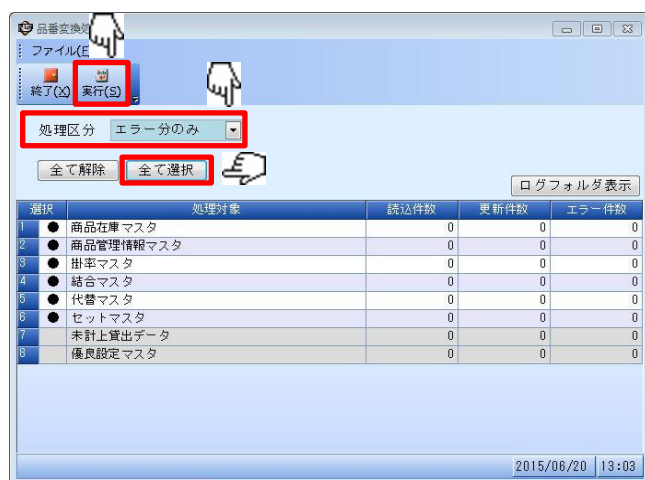 品番変換処
ファイル(F
終了(X) 実行(S)
処理区分 エラー分のみ
全て解除 全て選択
ログフォルダ表示
選択 処理対象 読込件数 更新件数 エラー件数
1 ● 商品在庫マスタ 0 0 0
2 ● 商品管理情報マスタ 0 0 0
3 ● 掛率マスタ 0 0 0
4 ● 結合マスタ 0 0 0
5 ● 代替マスタ 0 0 0
6 ● セットマスタ 0 0 0
7 未計上貸出データ 0 0 0
8 優良設定マスタ 0 0 0
2015/06/20 13:03